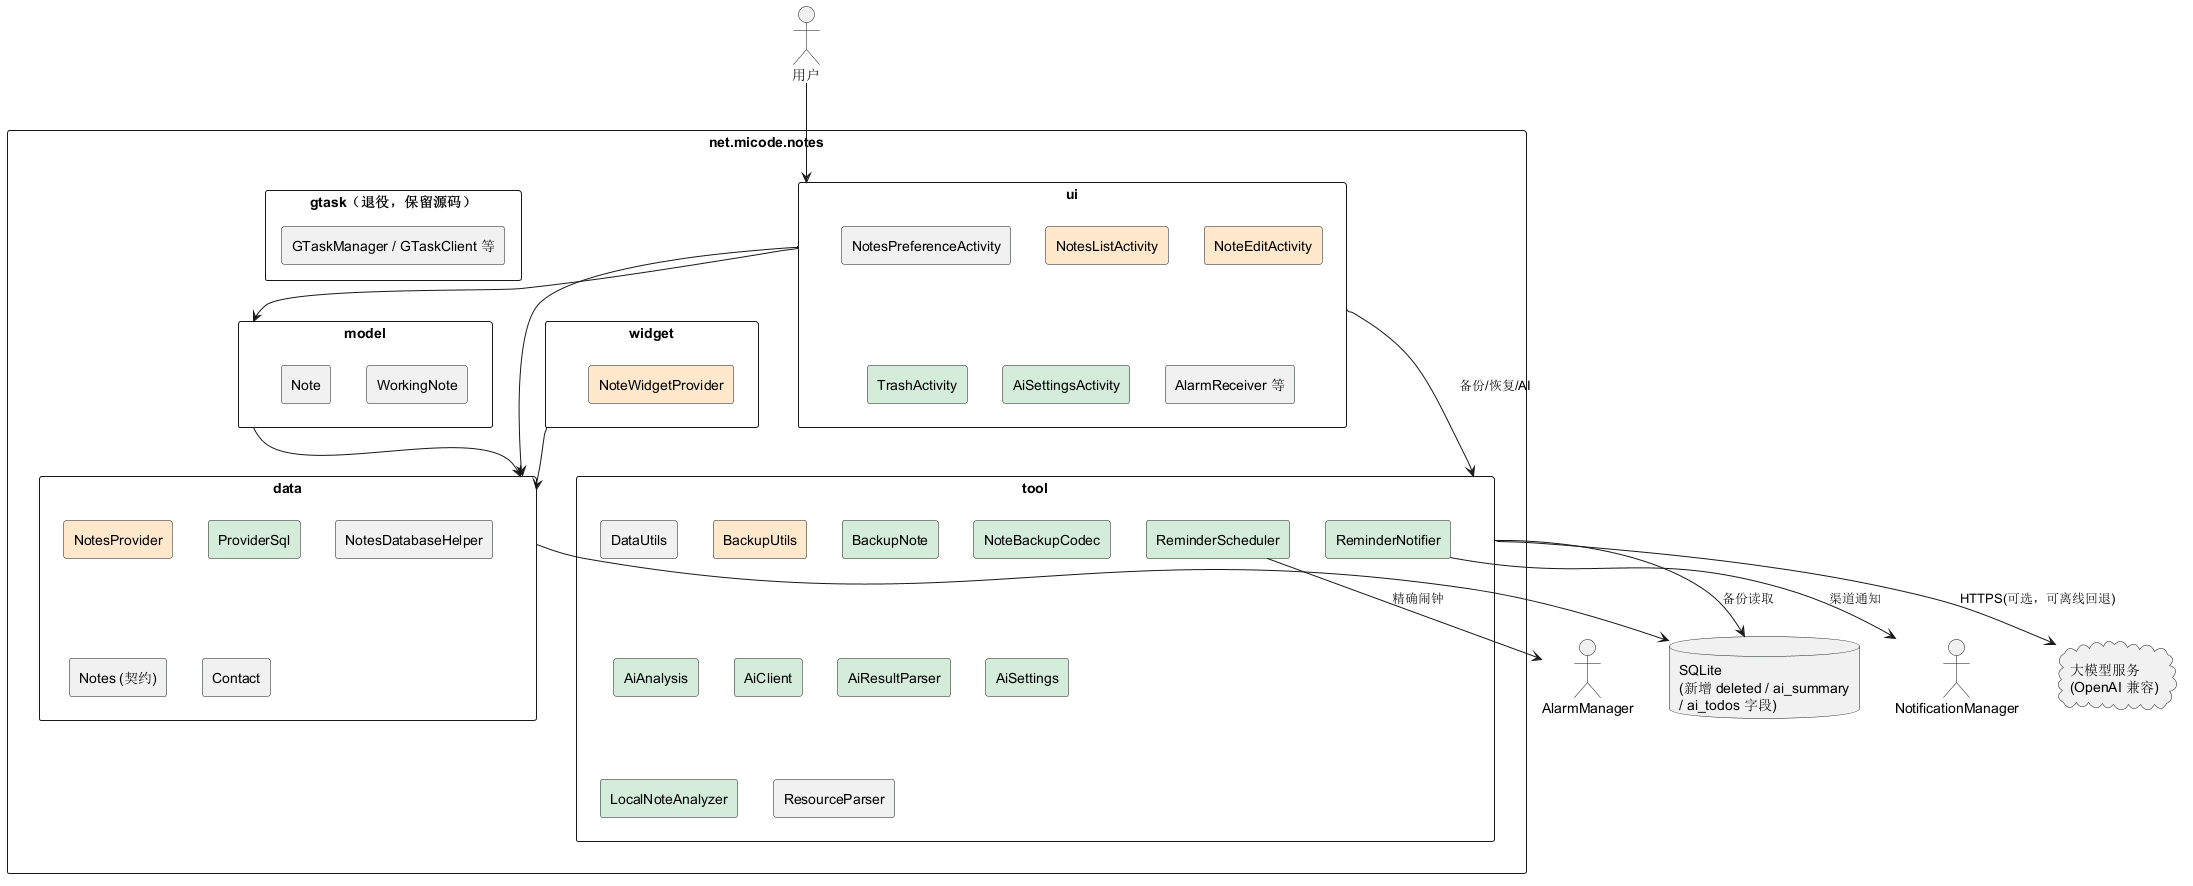 用户
net.micode.notes
gtask（退役，保留源码）
GTaskManager / GTaskClient 等
ui
NotesPreferenceActivity
NotesListActivity
NoteEditActivity
TrashActivity
AiSettingsActivity
AlarmReceiver 等
model
Note
WorkingNote
widget
NoteWidgetProvider
备份/恢复/AI
data
NotesProvider
ProviderSql
NotesDatabaseHelper
Notes (契约)
Contact
tool
DataUtils
BackupUtils
BackupNote
NoteBackupCodec
ReminderScheduler
ReminderNotifier
AiAnalysis
AiClient
AiResultParser
AiSettings
LocalNoteAnalyzer
ResourceParser
精确闹钟
备份读取
渠道通知
HTTPS(可选，可离线回退)
AlarmManager
SQLite
(新增 deleted / ai_summary
/ ai_todos 字段)
NotificationManager
大模型服务
(OpenAI 兼容)